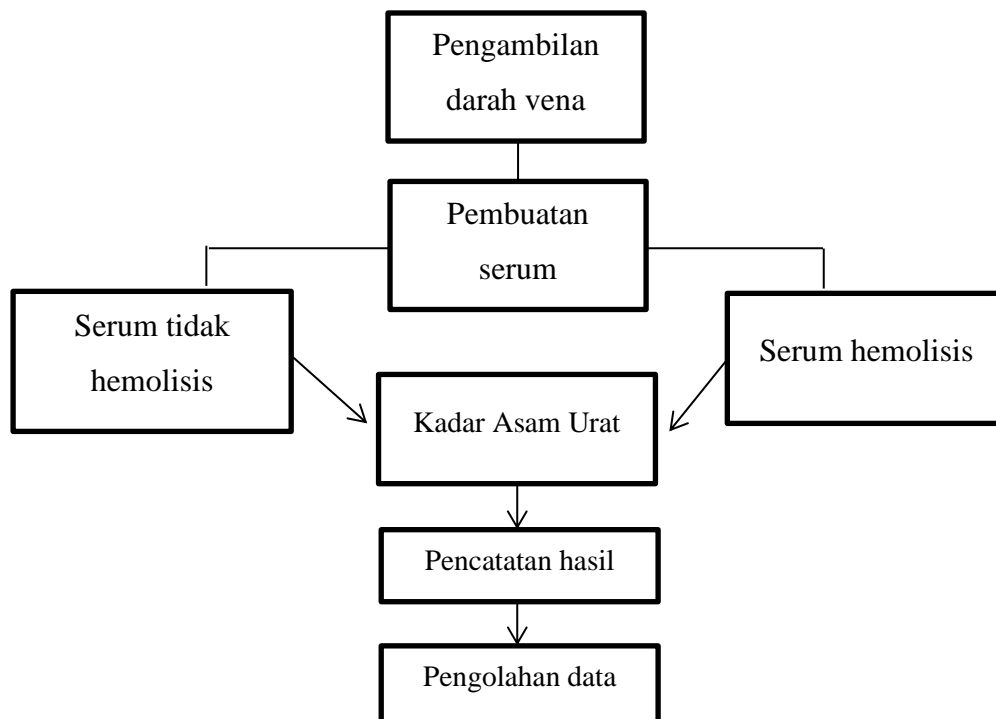 Pengambilan
darah vena
Pembuatan
serum
Serum tidak
hemolisis
Serum hemolisis
Kadar Asam Urat
Pencatatan hasil
Pengolahan data